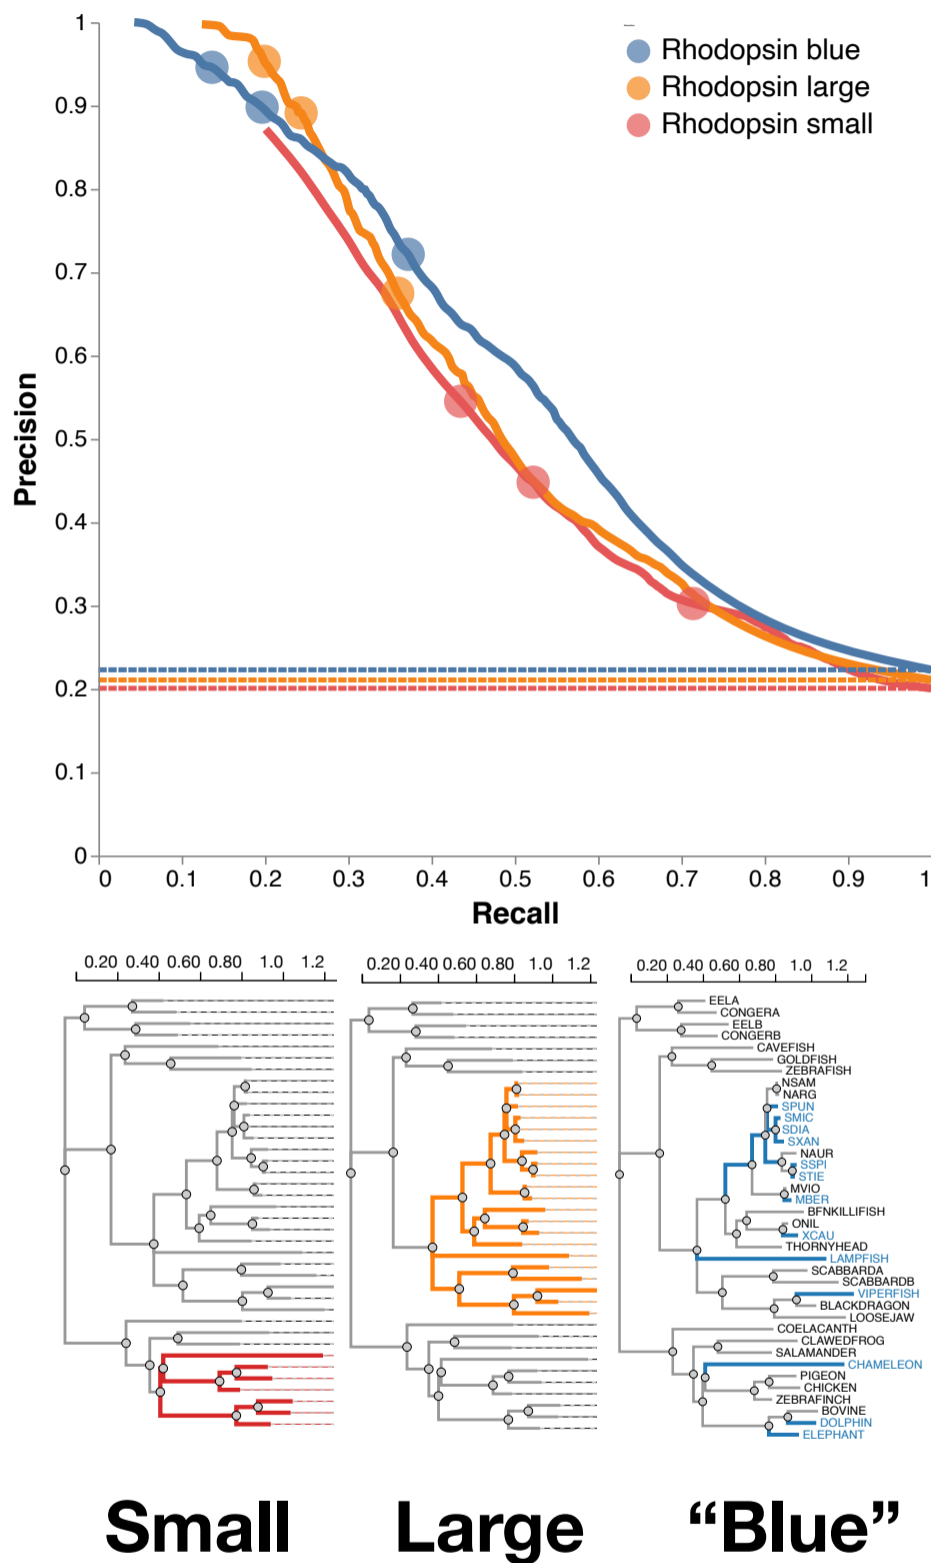 1
0.9
0.8
0.7
0.6
0.5
0.4
0.3
0.2
0.1
0
Precision
Rhodopsin blue
Rhodopsin large
Rhodopsin small
0 0.1 0.2 0.3 0.4 0.5 0.6 0.7 0.8 0.9 1
Recall
0.20 0.40 0.60 0.80 1.0 1.2
0.20 0.40 0.60 0.80 1.0 1.2
0.20 0.40 0.60 0.80 1.0 1.2
EELA
CONGERA
EELB
CONGERB
CAVEFISH
GOLDFISH
ZEBRAFISH
NSAM
NARG
SPUN
SMIC
SDIA
SXAN
NAUR
SSPI
STIE
MVIO
MBER
BFNKILLIFISH
ONIL
XCAU
THORNYHEAD
LAMPFISH
SCABBARDA
SCABBARDB
VIPERFISH
BLACKDRAGON
LOOSEJAW
COELACANTH
CLAWEDFROG
SALAMANDER
CHAMELEON
PIGEON
CHICKEN
ZEBRAFINCH
BOVINE
DOLPHIN
ELEPHANT
Small Large “Blue”